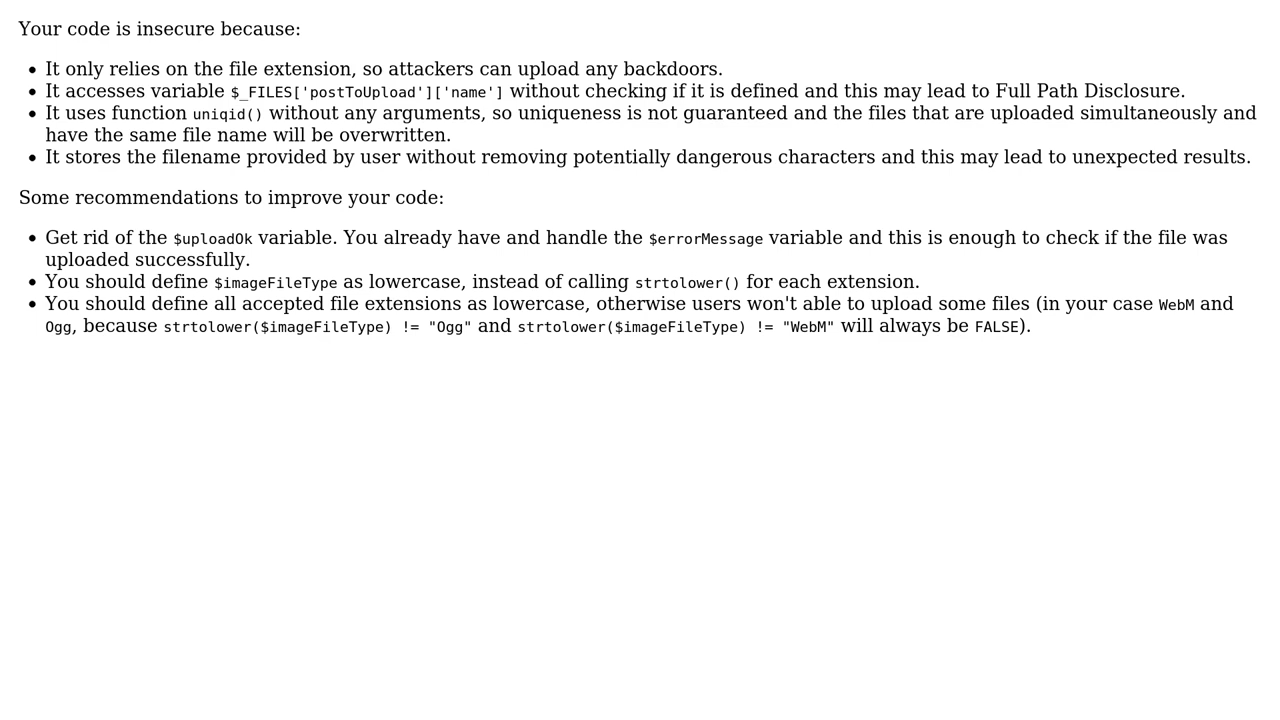 Your code is insecure because:
• It only relies on the file extension, so attackers can upload any backdoors.
• It accesses variable $_FILES['postToUpload']['name'] without checking if it is defined and this may lead to Full Path Disclosure.
• It uses function uniqid() without any arguments, so uniqueness is not guaranteed and the files that are uploaded simultaneously and
have the same file name will be overwritten.
• It stores the filename provided by user without removing potentially dangerous characters and this may lead to unexpected results.
Some recommendations to improve your code:
• Get rid of the $uploadOk variable. You already have and handle the $errorMessage variable and this is enough to check if the file was
uploaded successfully.
• You should define $imageFileType as lowercase, instead of calling strtolower() for each extension.
• You should define all accepted file extensions as lowercase, otherwise users won't able to upload some files (in your case WebM and
Ogg, because strtolower($imageFileType) != "Ogg" and strtolower($imageFileType) != "WebM" will always be FALSE).